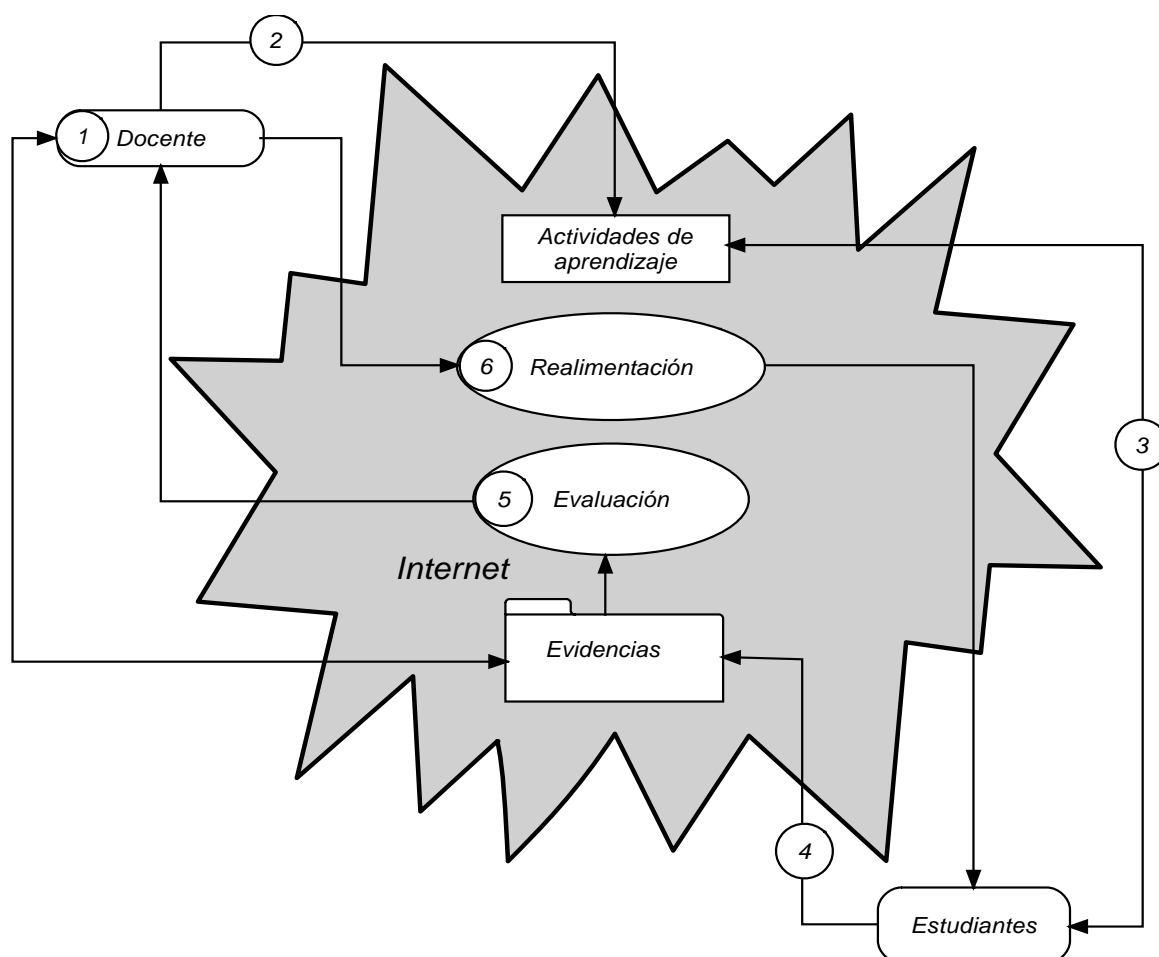 2
1
Docente
Actividades de
aprendizaje
6
Realimentación
3
5
Evaluación
Internet
Evidencias
4
Estudiantes